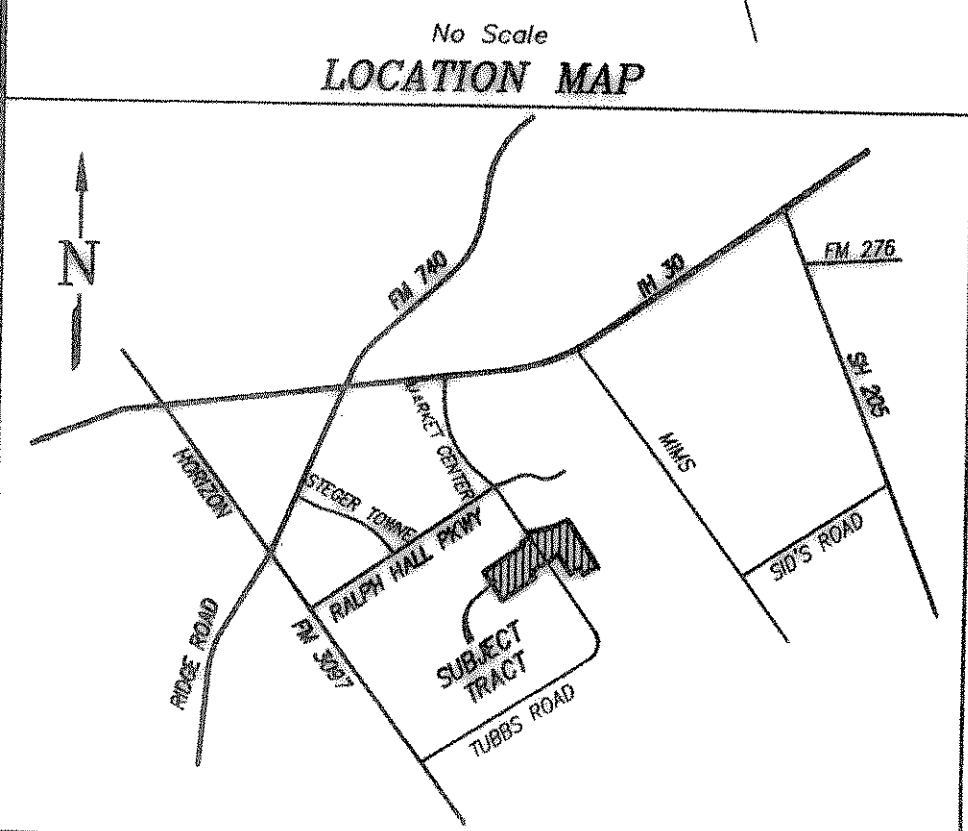 No Scale
LOCATION MAP
N
FM 740
IH 30
FM 276
SH 205
MARKET CENTER
MIMS
HORIZON
STEGER TOWNE
RALPH HALL PKWY
SID'S ROAD
RIDGE ROAD
FM 3097
SUBJECT
TRACT
TUBBS ROAD